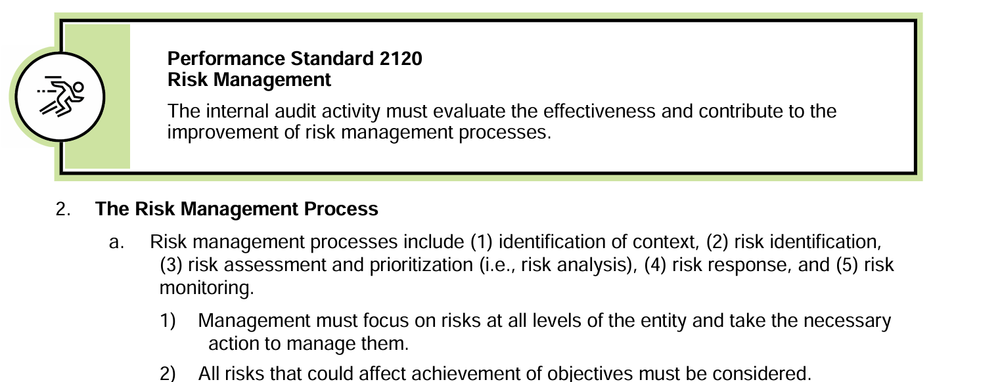 Performance Standard 2120
Risk Management
The internal audit activity must evaluate the effectiveness and contribute to the
improvement of risk management processes.
2. The Risk Management Process
a. Risk management processes include (1) identification of context, (2) risk identification,
(3) risk assessment and prioritization (i.e., risk analysis), (4) risk response, and (5) risk
monitoring.
1) Management must focus on risks at all levels of the entity and take the necessary
action to manage them.
2) All risks that could affect achievement of objectives must be considered.